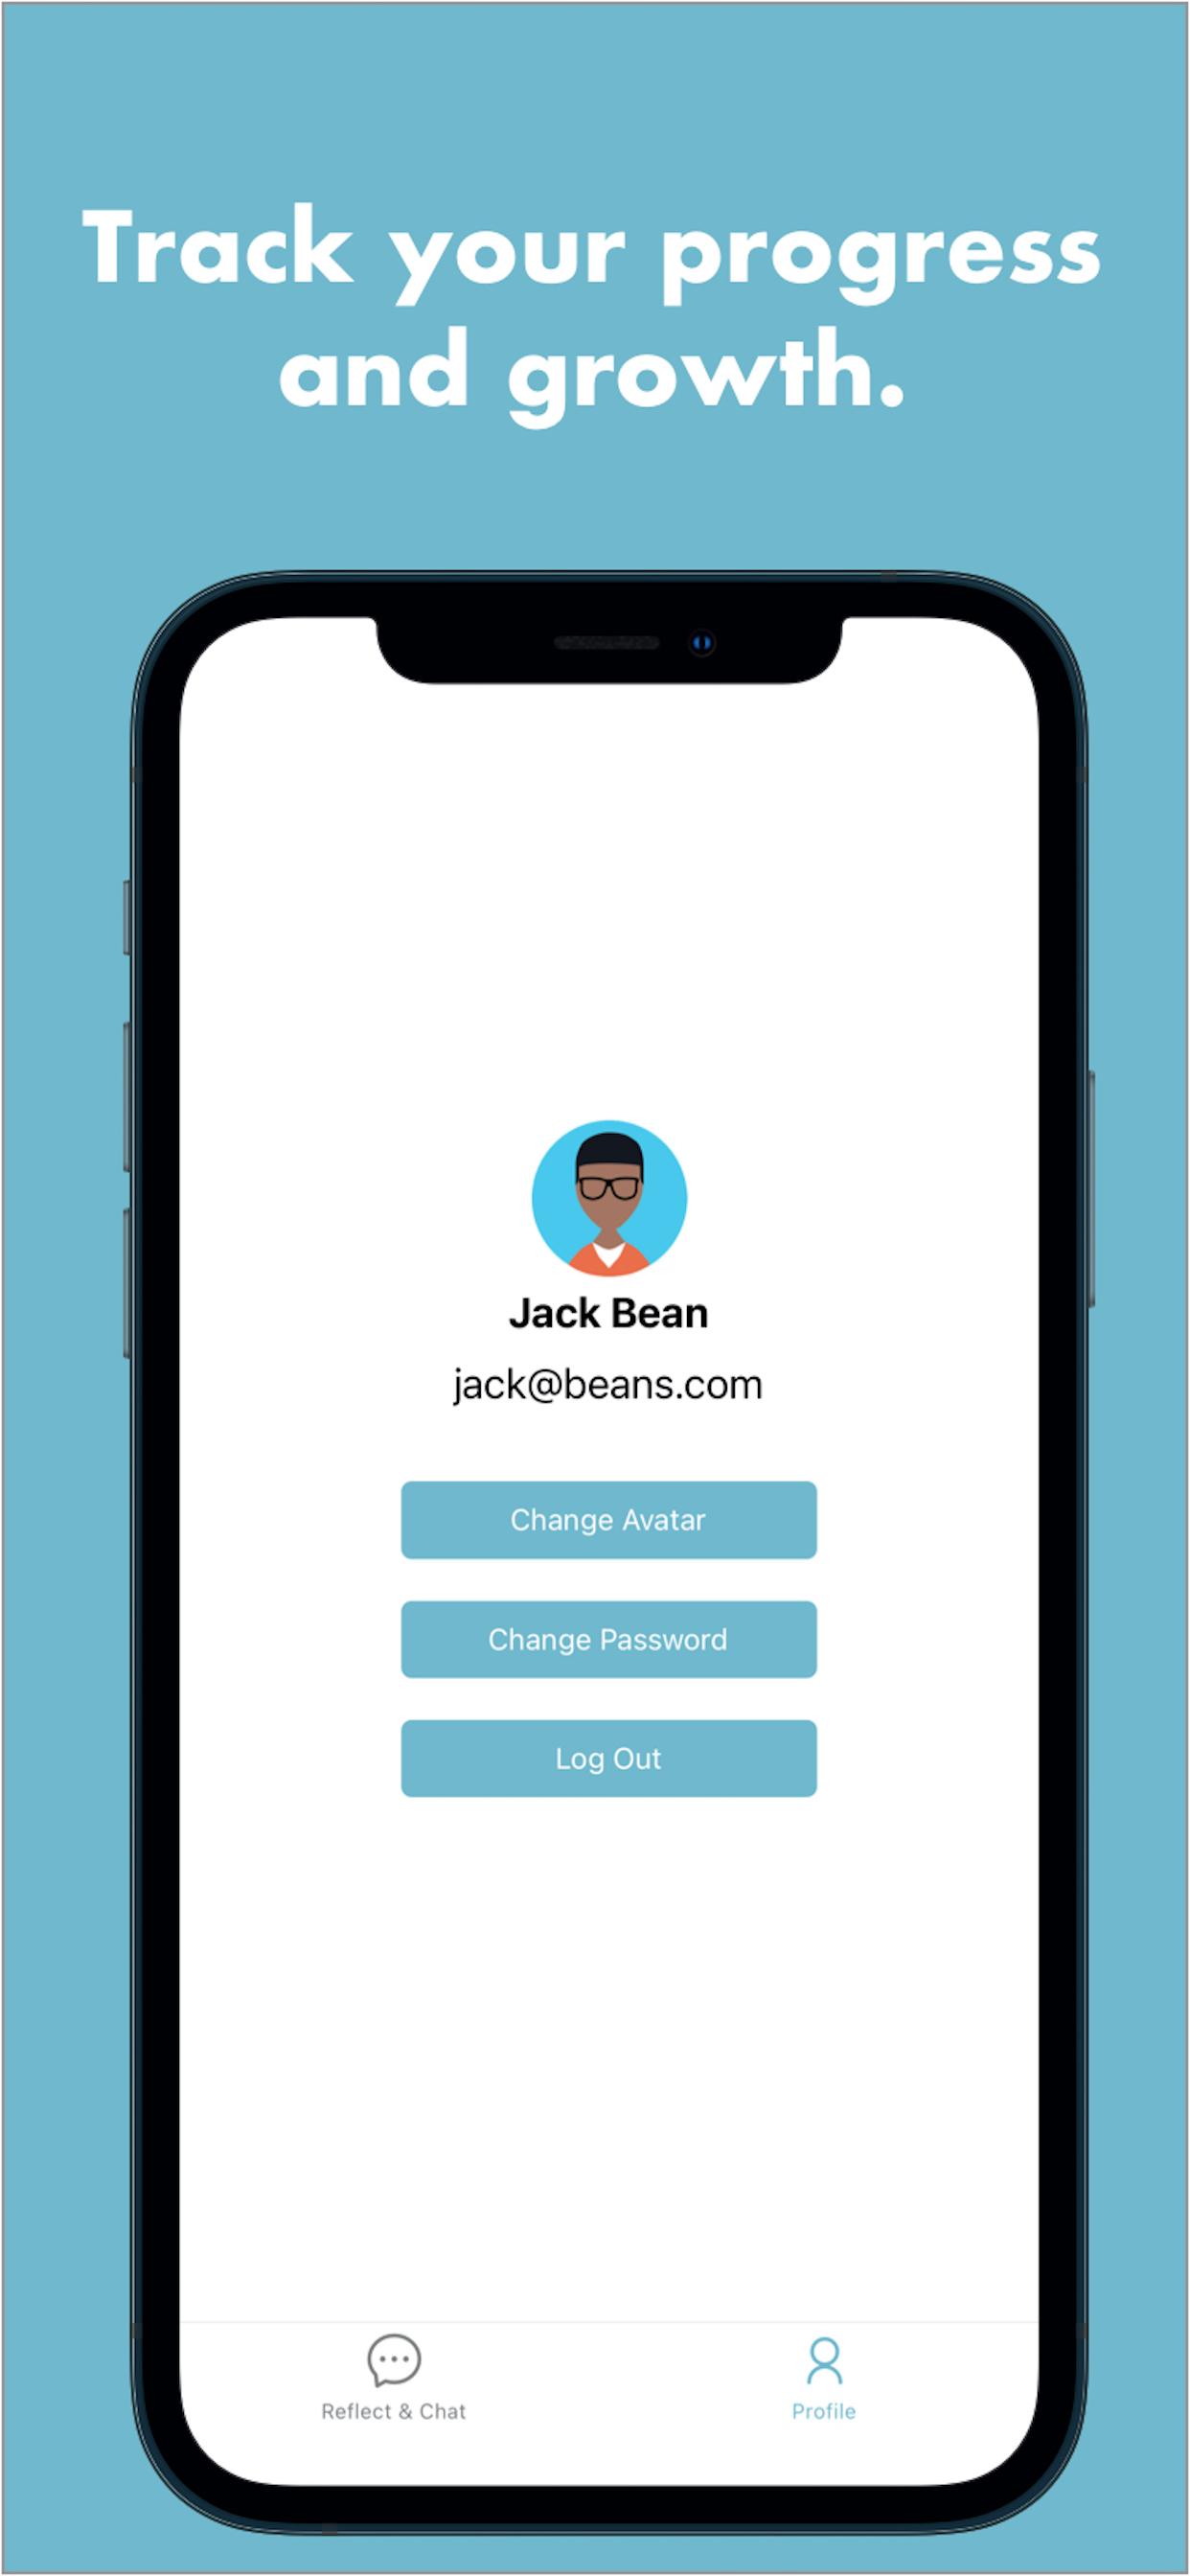 Track your progress
and growth.
Jack Bean
jack@beans.com
Change Avatar
Change Password
Log Out
Reflect & Chat
Profile